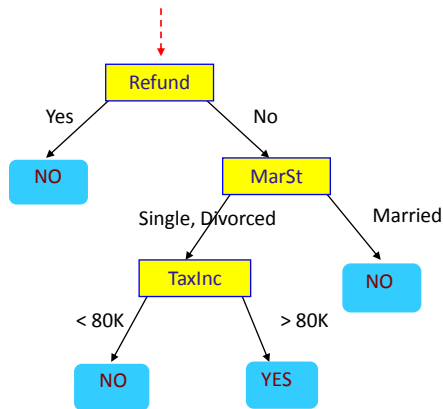 Refund
Yes
No
NO
MarSt
Single, Divorced
Married
TaxInc
NO
< 80K
> 80K
NO
YES